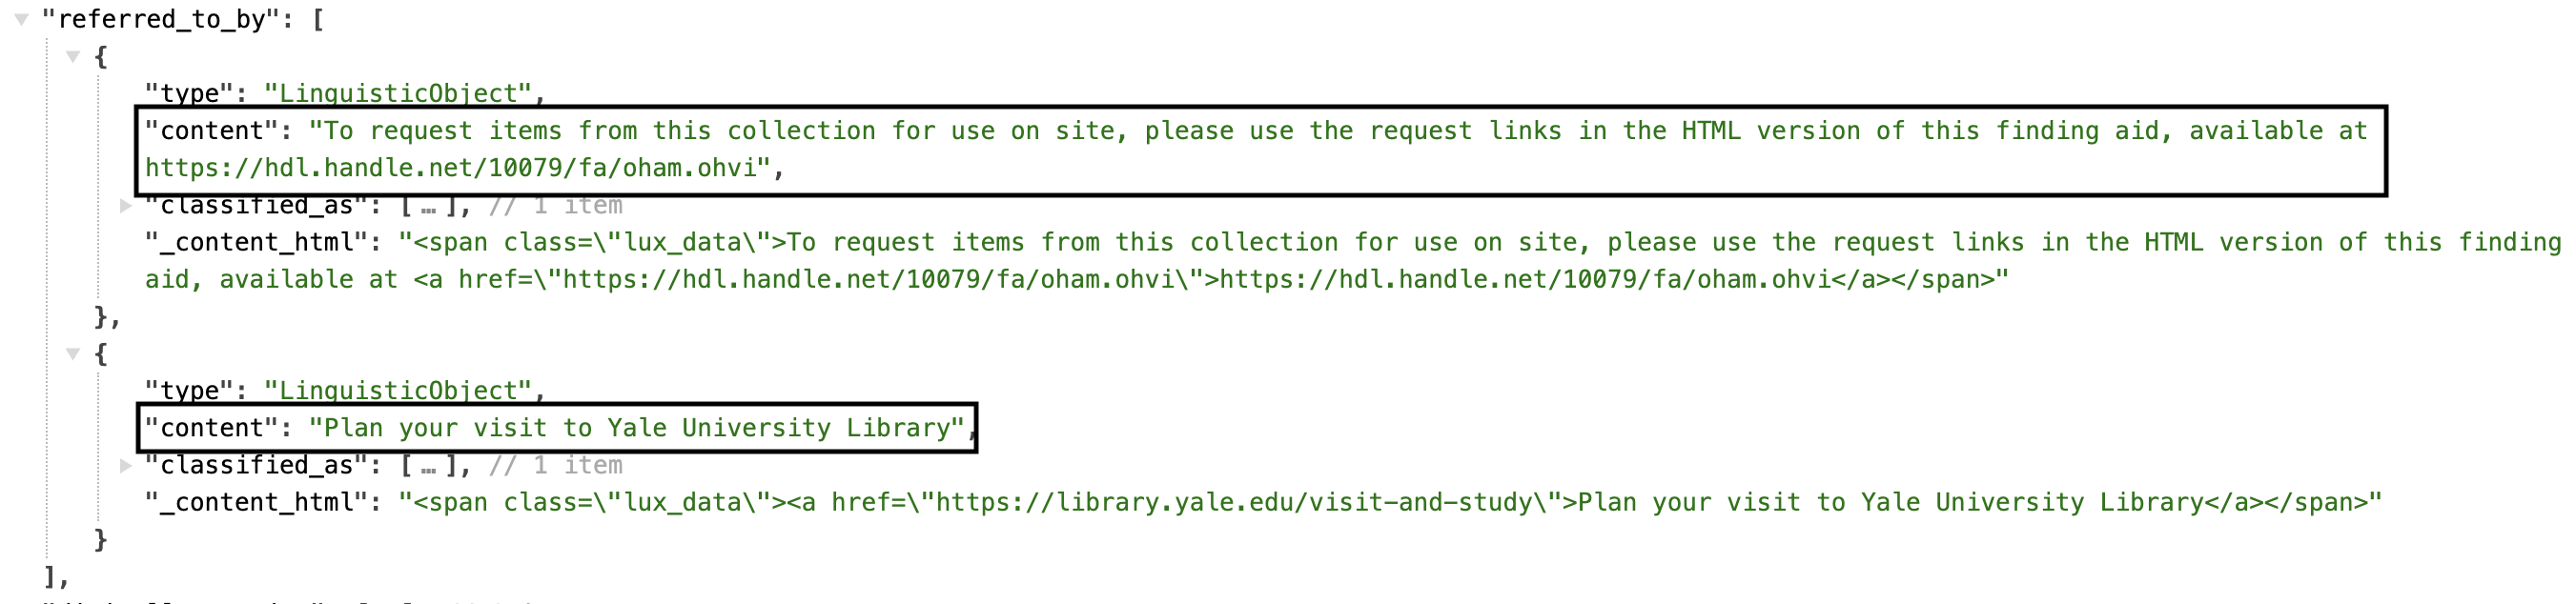 "referred_to_by": [
{
"type": "LinguisticObject",
"content": "To request items from this collection for use on site, please use the request links in the HTML version of this finding aid, available at
https://hdl.handle.net/10079/fa/oham.ohvi",
"classified_as": [ … ], // 1 item
"_content_html": "<span class=\"lux_data\">To request items from this collection for use on site, please use the request links in the HTML version of this finding
aid, available at <a href=\"https://hdl.handle.net/10079/fa/oham.ohvi\">https://hdl.handle.net/10079/fa/oham.ohvi</a></span>"
},
{
"type": "LinguisticObject",
"content": "Plan your visit to Yale University Library",
"classified_as": [ … ], // 1 item
"_content_html": "<span class=\"lux_data\"><a href=\"https://library.yale.edu/visit-and-study\">Plan your visit to Yale University Library</a></span>"
}
],